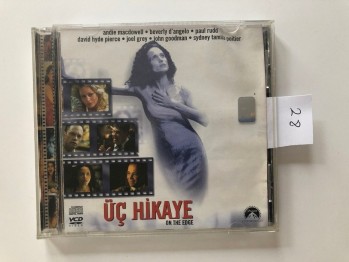 andie macdowell • beverly d'angelo • paul rudd
david hyde pierce • joel grey • john goodman • sydney tamiia poitier
28
ÜÇ HİKAYE
ON THE EDGE
VCD